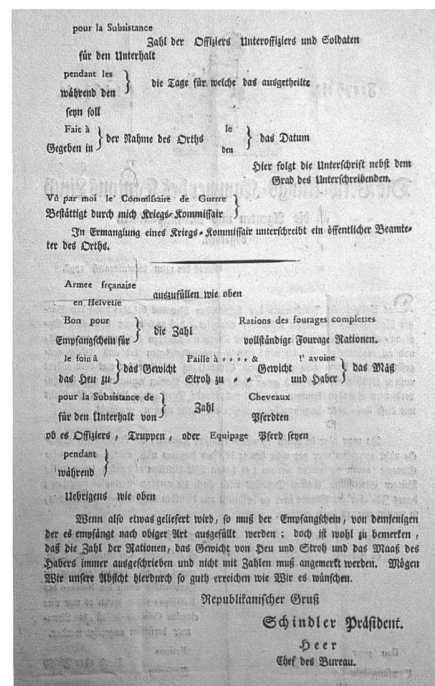 pour la Subsistance
Zahl der Offiziers Unteroffiziers und Soldaten
für den Unterhalt
pendant les
während den } die Tage für welche das ausgetheilte
seyn soll
Fait à
Gegeben in } der Nahme des Orths
le
den } das Datum
Hier folgt die Unterschrift nebst dem
Grad des Unterschreibenden.
Vû par moi le Commissaire de Guerre
Bestättigt durch mich Kriegs-Kommissair }
In Ermanglung eines Kriegs-Kommissair unterschreibt ein öffentlicher Beamte-
ter des Orths.
Armee frçanaise
auszufüllen wie oben
en Helvetie
Bon pour
Empfangschein für } die Zahl
Rations des fourages complettes
vollständige Fourage Rationen.
le foin à
das Heu zu } das Gewicht
Paille à • • • • &
Stroh zu • •
Gewicht
l' avoine
und Haber } das Mäß
pour la Subsistance de
für den Unterhalt von } Zahl
Cheveaux
Pferdten
ob es Offiziers, Truppen, oder Equipage Pferd seyen
pendant
während }
Uebrigens wie oben
Wenn also etwas geliefert wird, so muß der Empfangschein, von demjenigen
der es empfängt nach obiger Art ausgefüllt werden; doch ist wohl zu bemerken,
daß die Zahl der Rationen, das Gewicht von Heu und Stroh und das Maaß des
Habers immer ausgeschrieben und nicht mit Zahlen muß angemerkt werden. Mögen
Wir unsere Absicht hierdurch so guth erreichen wie Wir es wünschen.
Republikanischer Gruß
Schindler Präsident.
Heer
Chef des Bureau.